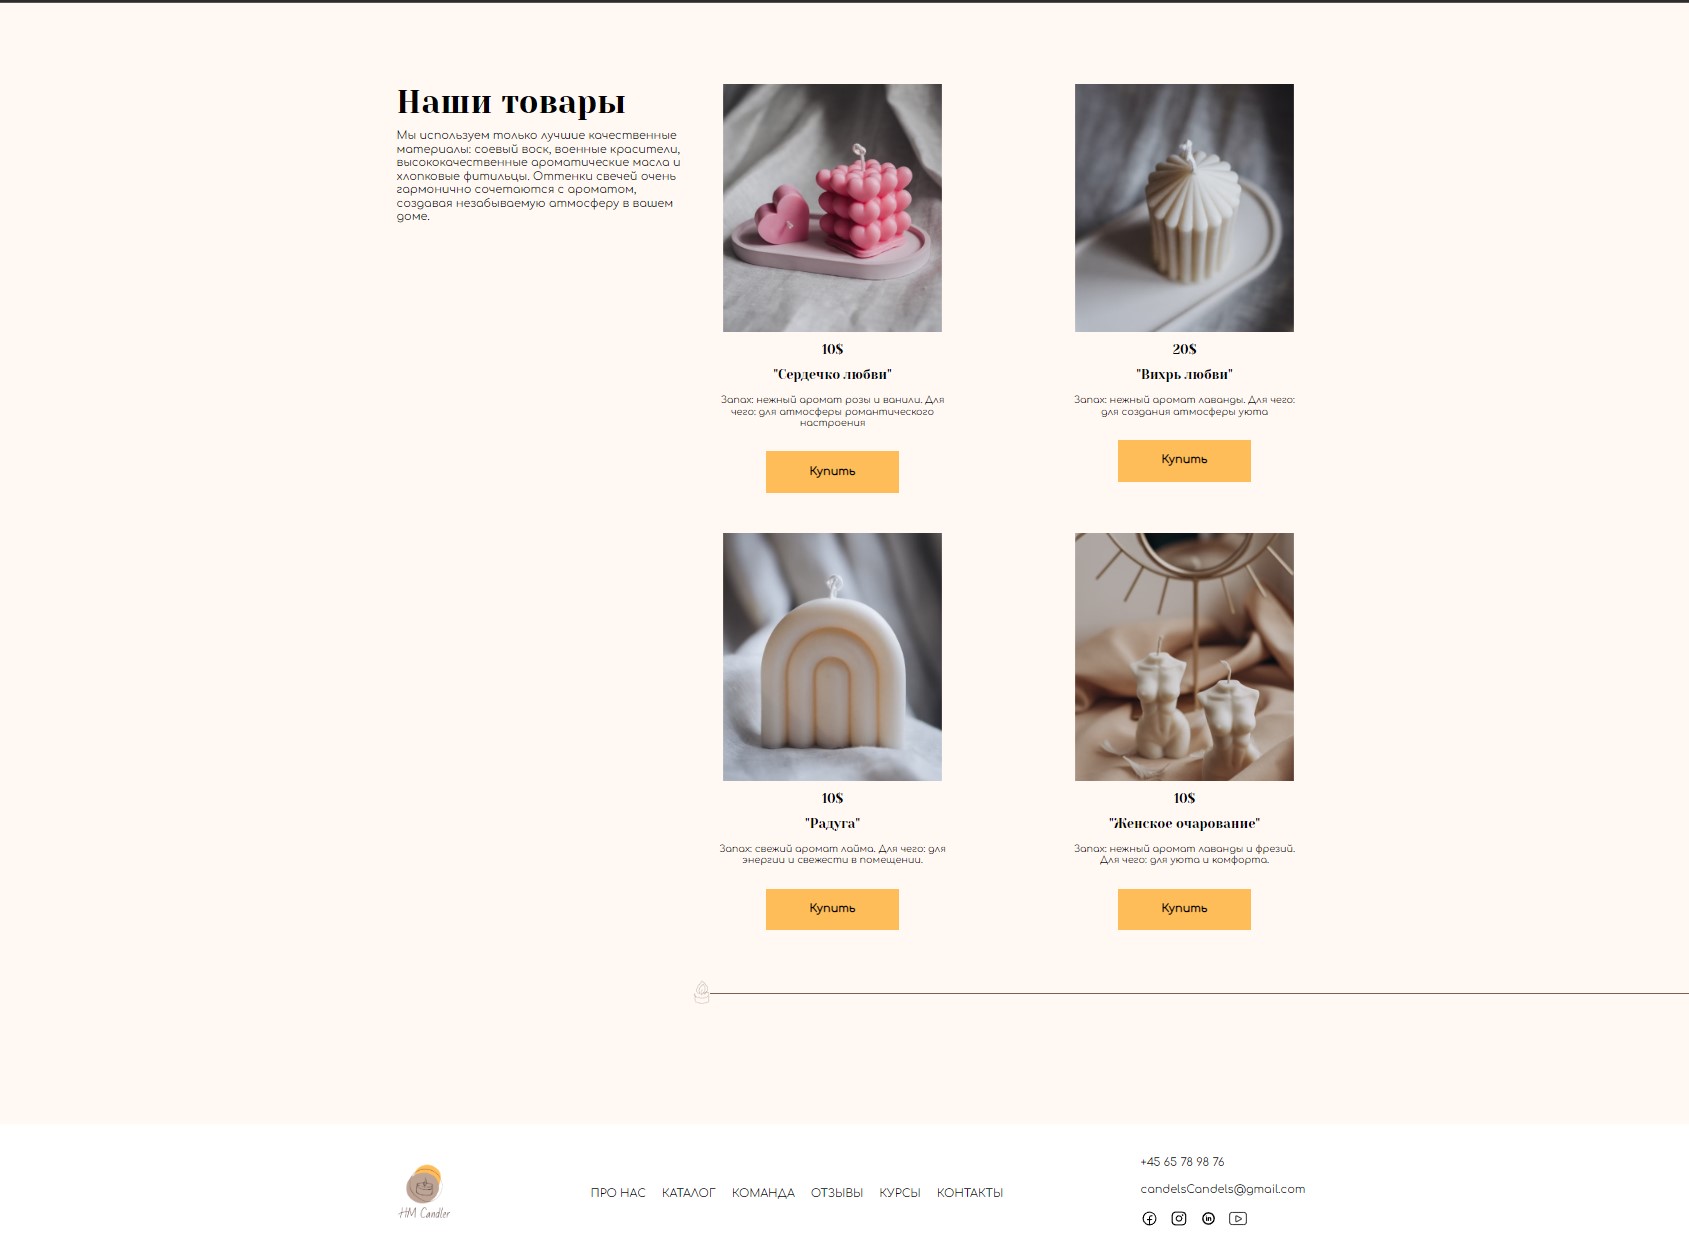 Наши товары
Мы используем только лучшие качественные
материалы: соевый воск, военные красители,
высококачественные ароматические масла и
хлопковые фитильцы. Оттенки свечей очень
гармонично сочетаются с ароматом,
создавая незабываемую атмосферу в вашем
доме.
10$
"Сердечко любви"
Запах: нежный аромат розы и ванили. Для
чего: для атмосферы романтического
настроения
Купить
20$
"Вихрь любви"
Запах: нежный аромат лаванды. Для чего:
для создания атмосферы уюта
Купить
10$
"Радуга"
Запах: свежий аромат лайма. Для чего: для
энергии и свежести в помещении.
Купить
10$
"Женское очарование"
Запах: нежный аромат лаванды и фрезий.
Для чего: для уюта и комфорта.
Купить
HM Candler
ПРО НАС КАТАЛОГ КОМАНДА ОТЗЫВЫ КУРСЫ КОНТАКТЫ
+45 65 78 98 76
candelsCandels@gmail.com